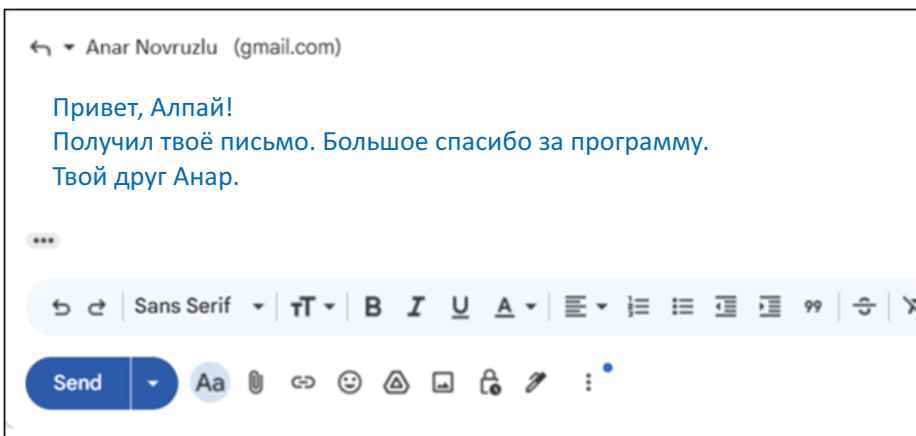 Anar Novruzlu (gmail.com)
Привет, Алпай!
Получил твоё письмо. Большое спасибо за программу.
Твой друг Анар.
Sans Serif тT B I U A
Send Aa